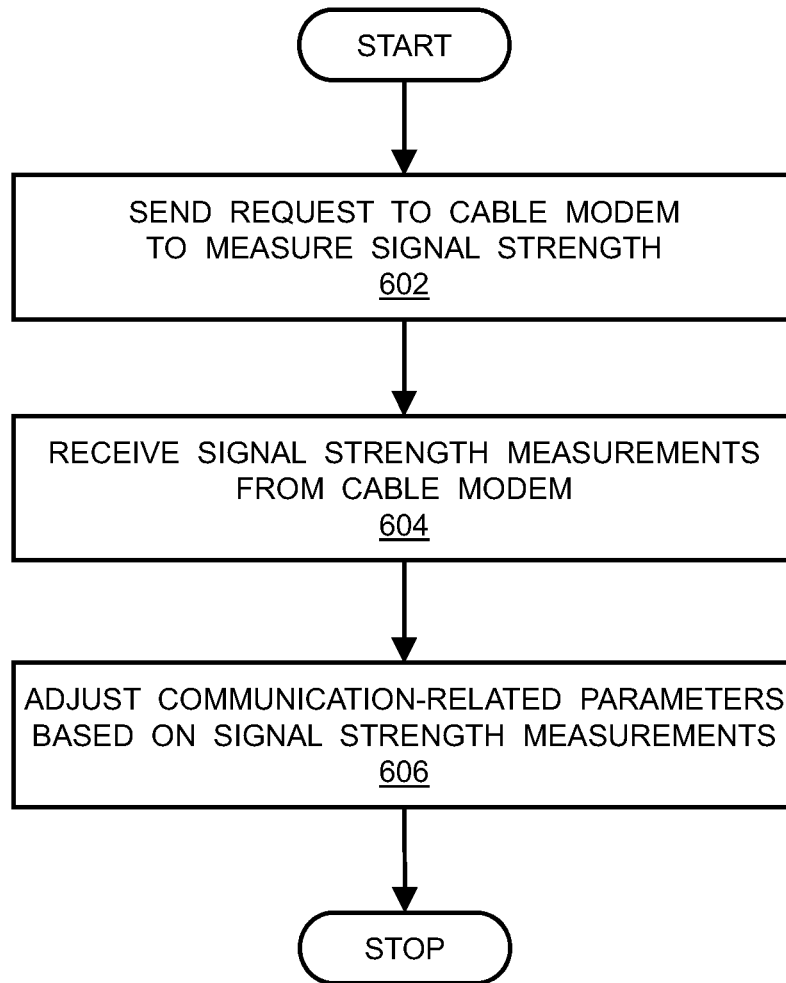 START
SEND REQUEST TO CABLE MODEM
TO MEASURE SIGNAL STRENGTH
602
RECEIVE SIGNAL STRENGTH MEASUREMENTS
FROM CABLE MODEM
604
ADJUST COMMUNICATION-RELATED PARAMETERS
BASED ON SIGNAL STRENGTH MEASUREMENTS
606
STOP